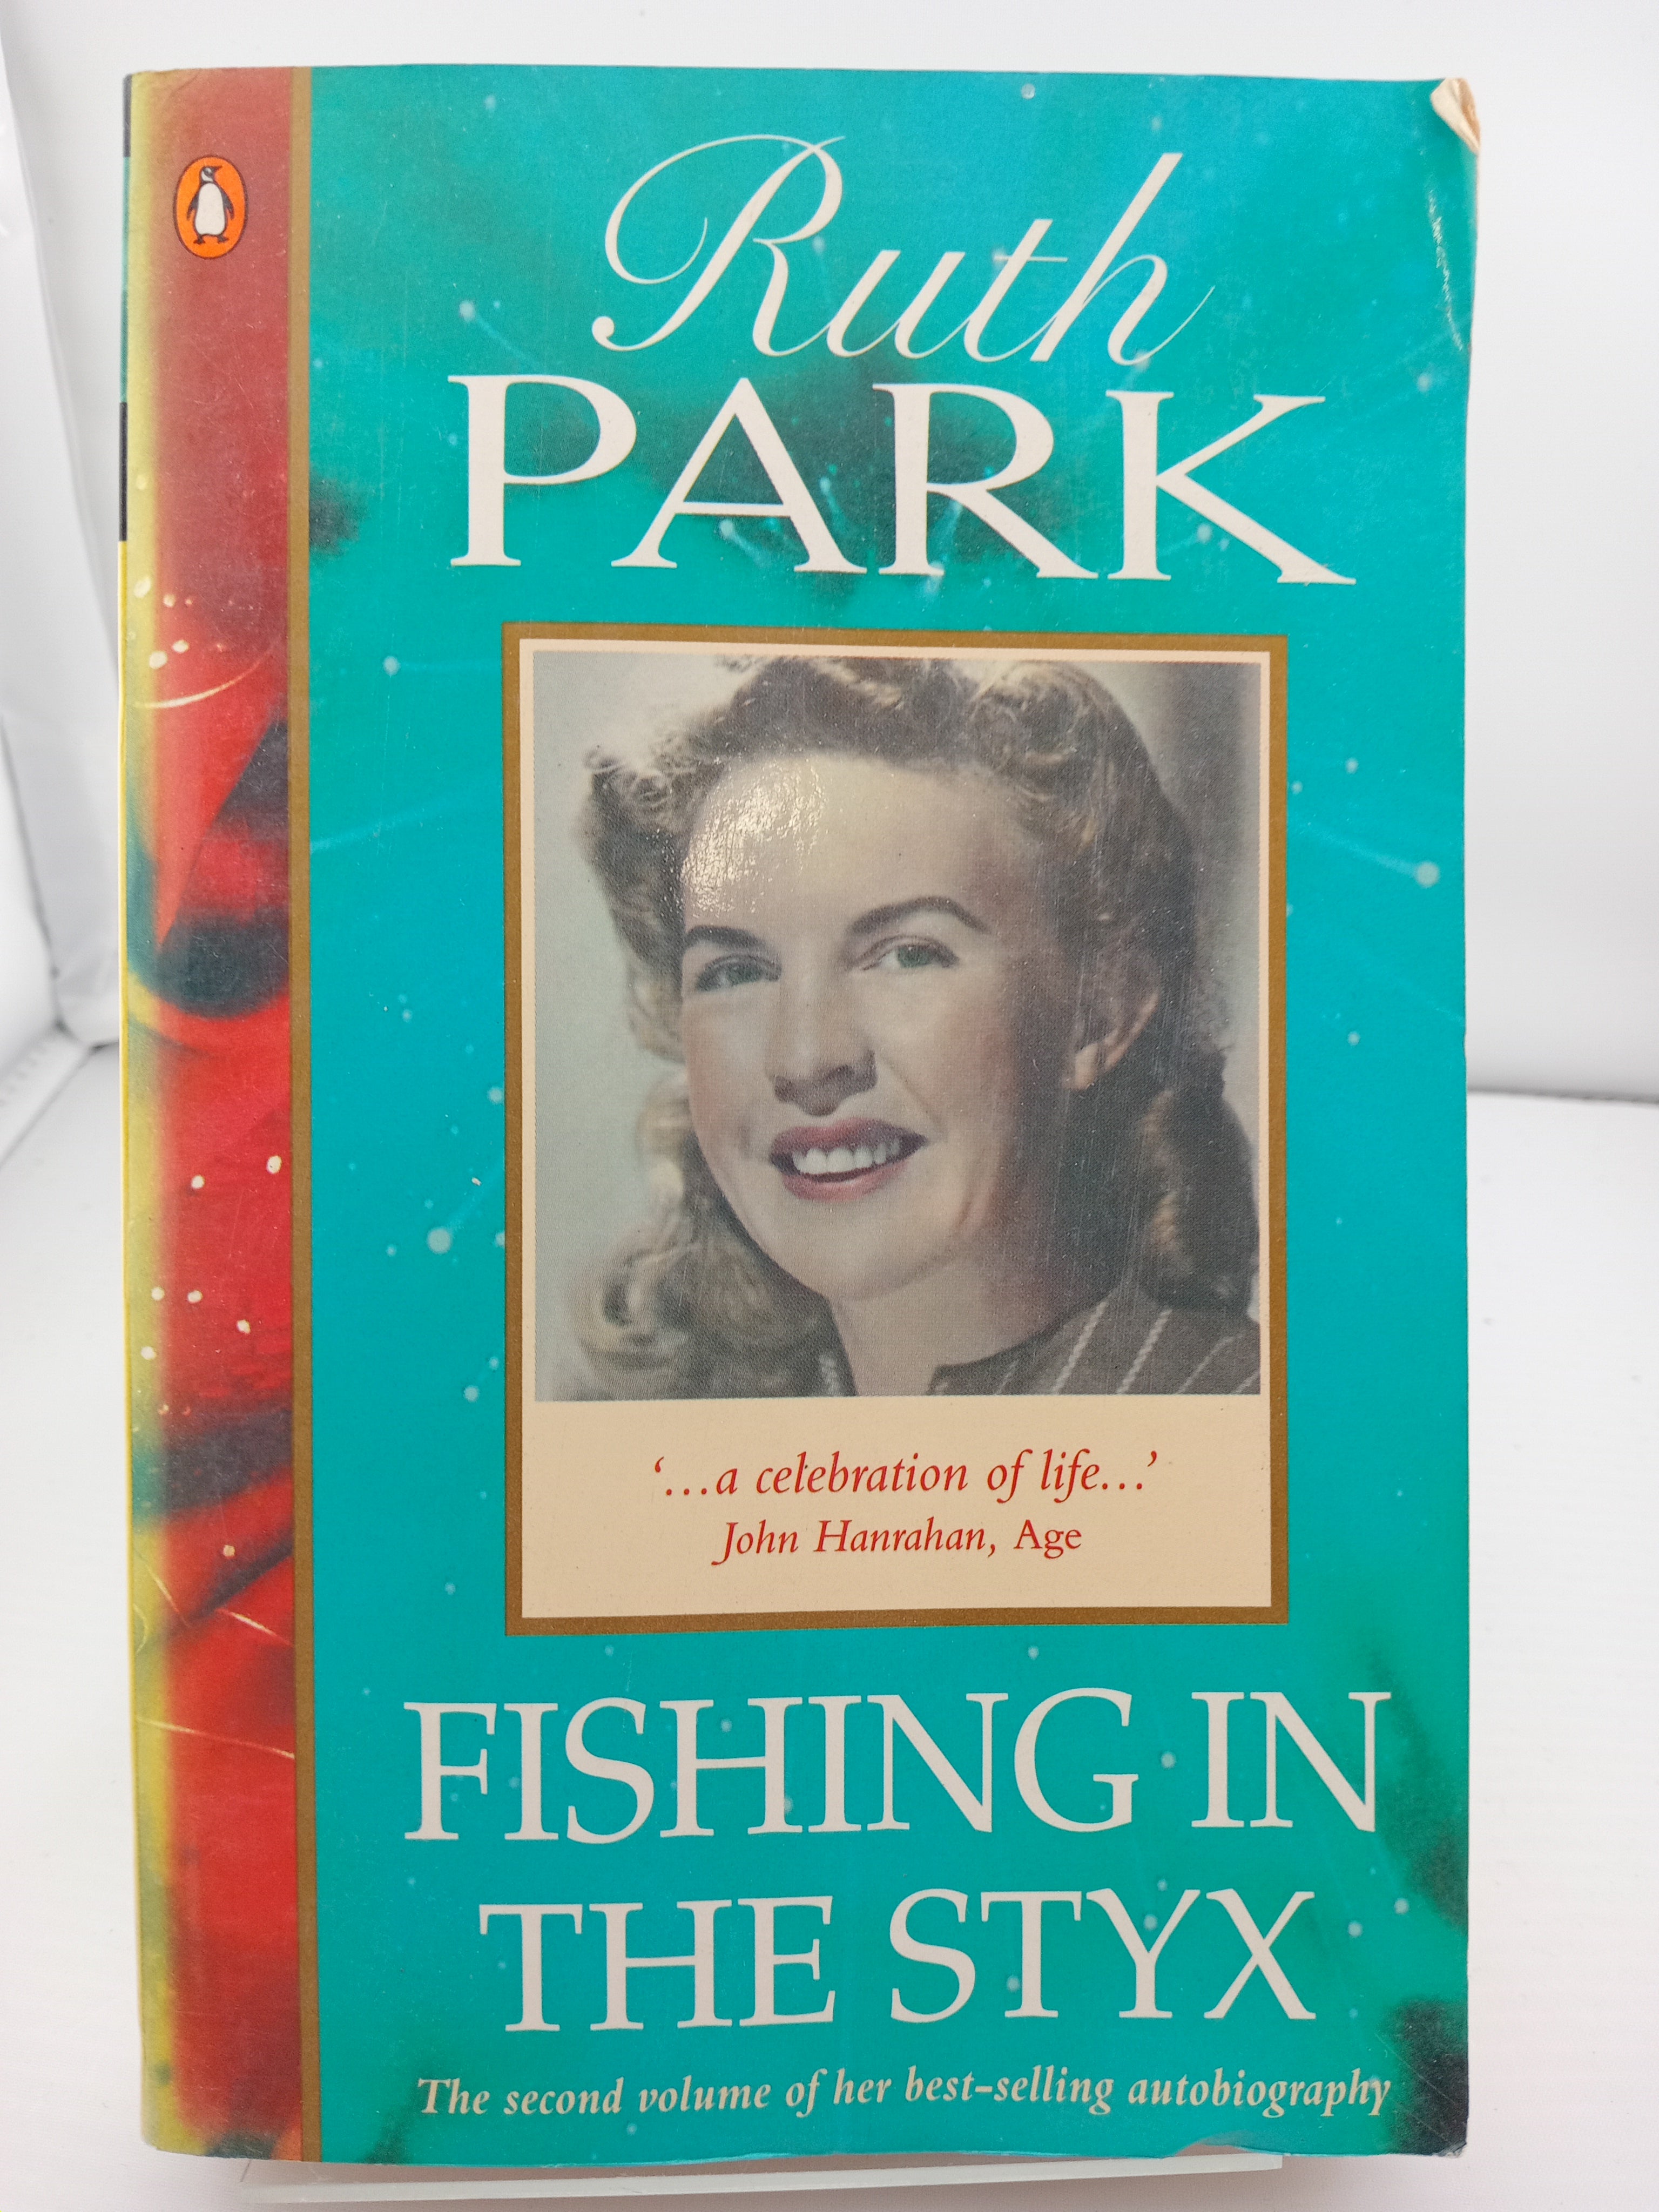 Ruth
PARK
‘...a celebration of life...’
John Hanrahan, Age
FISHING IN
THE STYX
The second volume of her best-selling autobiography